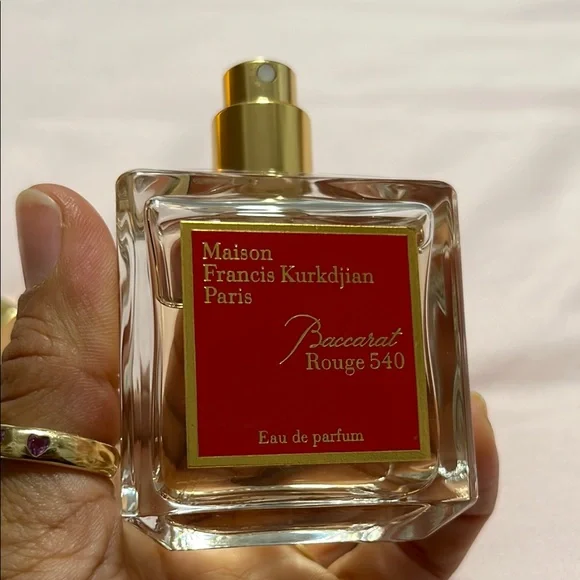 Maison
Francis Kurkdjian
Paris
Baccarat
Rouge 540
Eau de parfum